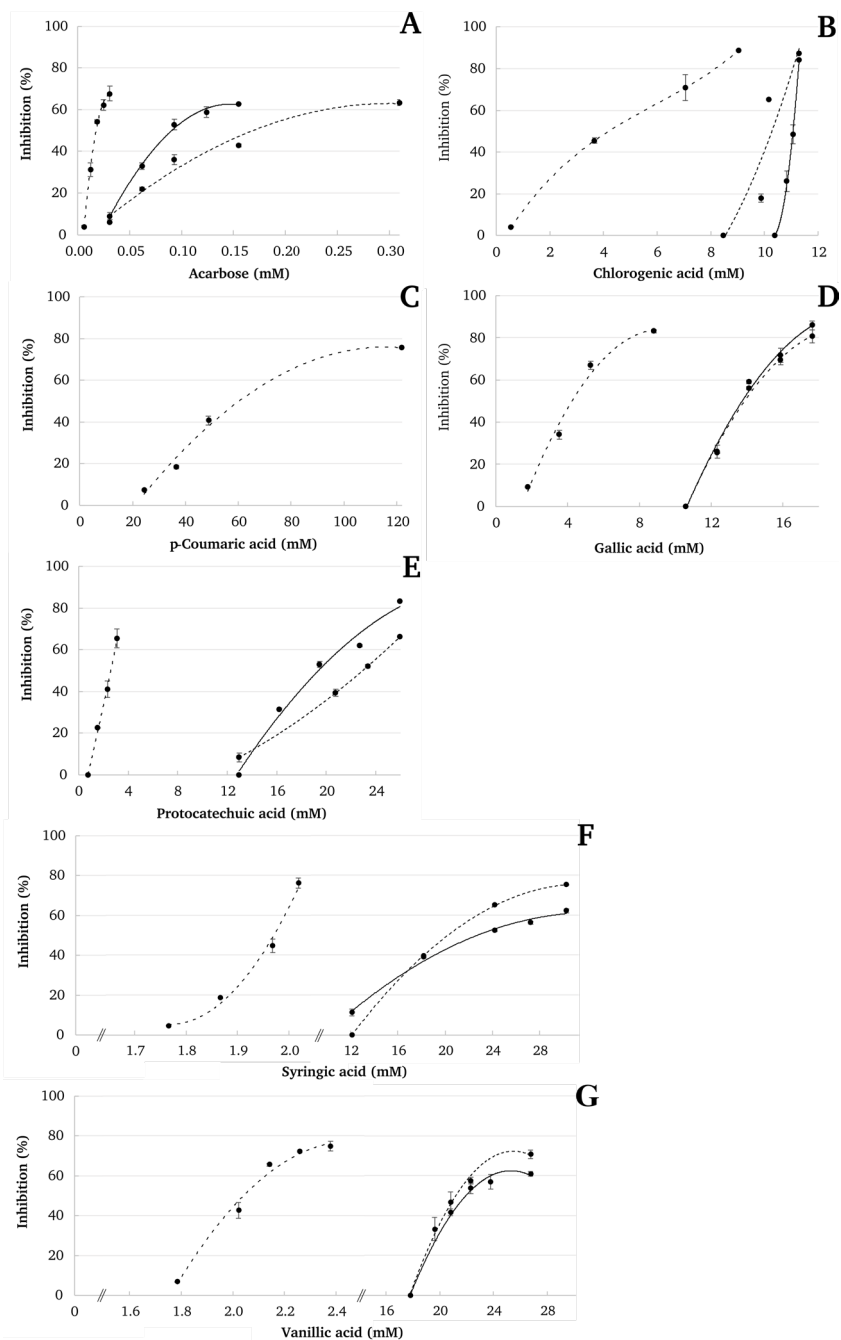 A B
100 100
80 80
60 60
40 40
20 20
0 0
Inhibition (%) Inhibition (%)
0.00 0.05 0.10 0.15 0.20 0.25 0.30 0 2 4 6 8 10 12
Acarbose (mM) Chlorogenic acid (mM)
C D
100 100
80 80
60 60
40 40
20 20
0 0
Inhibition (%) Inhibition (%)
0 20 40 60 80 100 120 0 4 8 12 16
p-Coumaric acid (mM) Gallic acid (mM)
E
100
80
60
40
20
0
Inhibition (%)
0 4 8 12 16 20 24
Protocatechuic acid (mM)
F
100
80
60
40
20
0
Inhibition (%)
0 // 1.7 1.8 1.9 2.0 // 12 16 20 24 28
Syringic acid (mM)
G
100
80
60
40
20
0
Inhibition (%)
0 // 1.6 1.8 2.0 2.2 2.4 // 16 20 24 28
Vanillic acid (mM)